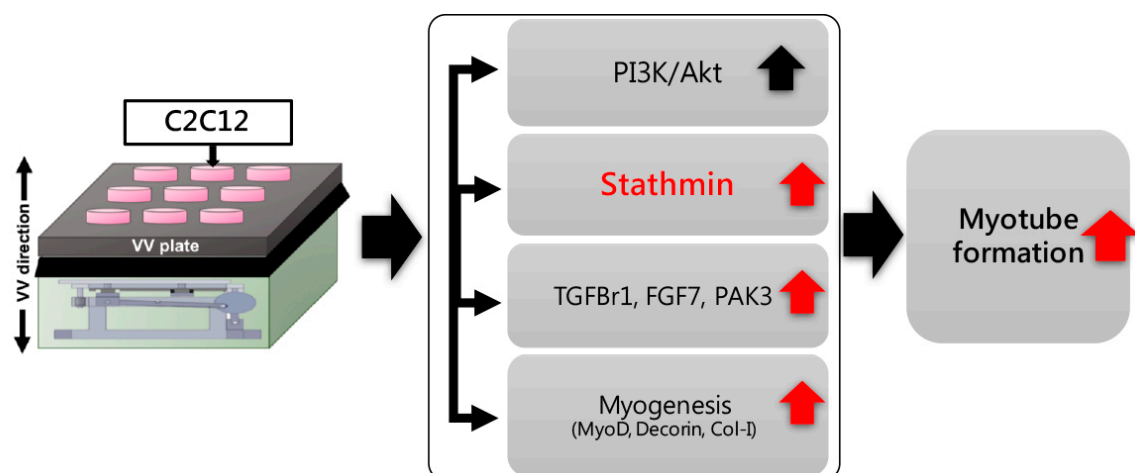 C2C12
VV direction
VV plate
PI3K/Akt
Stathmin
TGFBr1, FGF7, PAK3
Myogenesis
(MyoD, Decorin, Col-I)
Myotube
formation